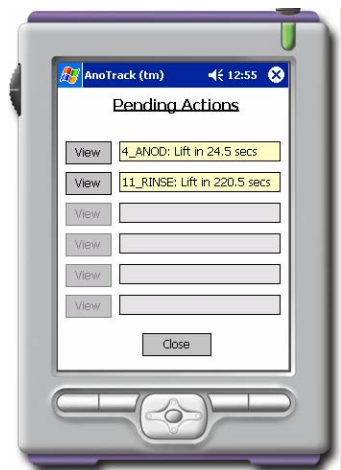 AnoTrack (tm) 12:55
Pending Actions
View 4_ANOD: Lift in 24.5 secs
View 11_RINSE: Lift in 220.5 secs
View
View
View
View
Close